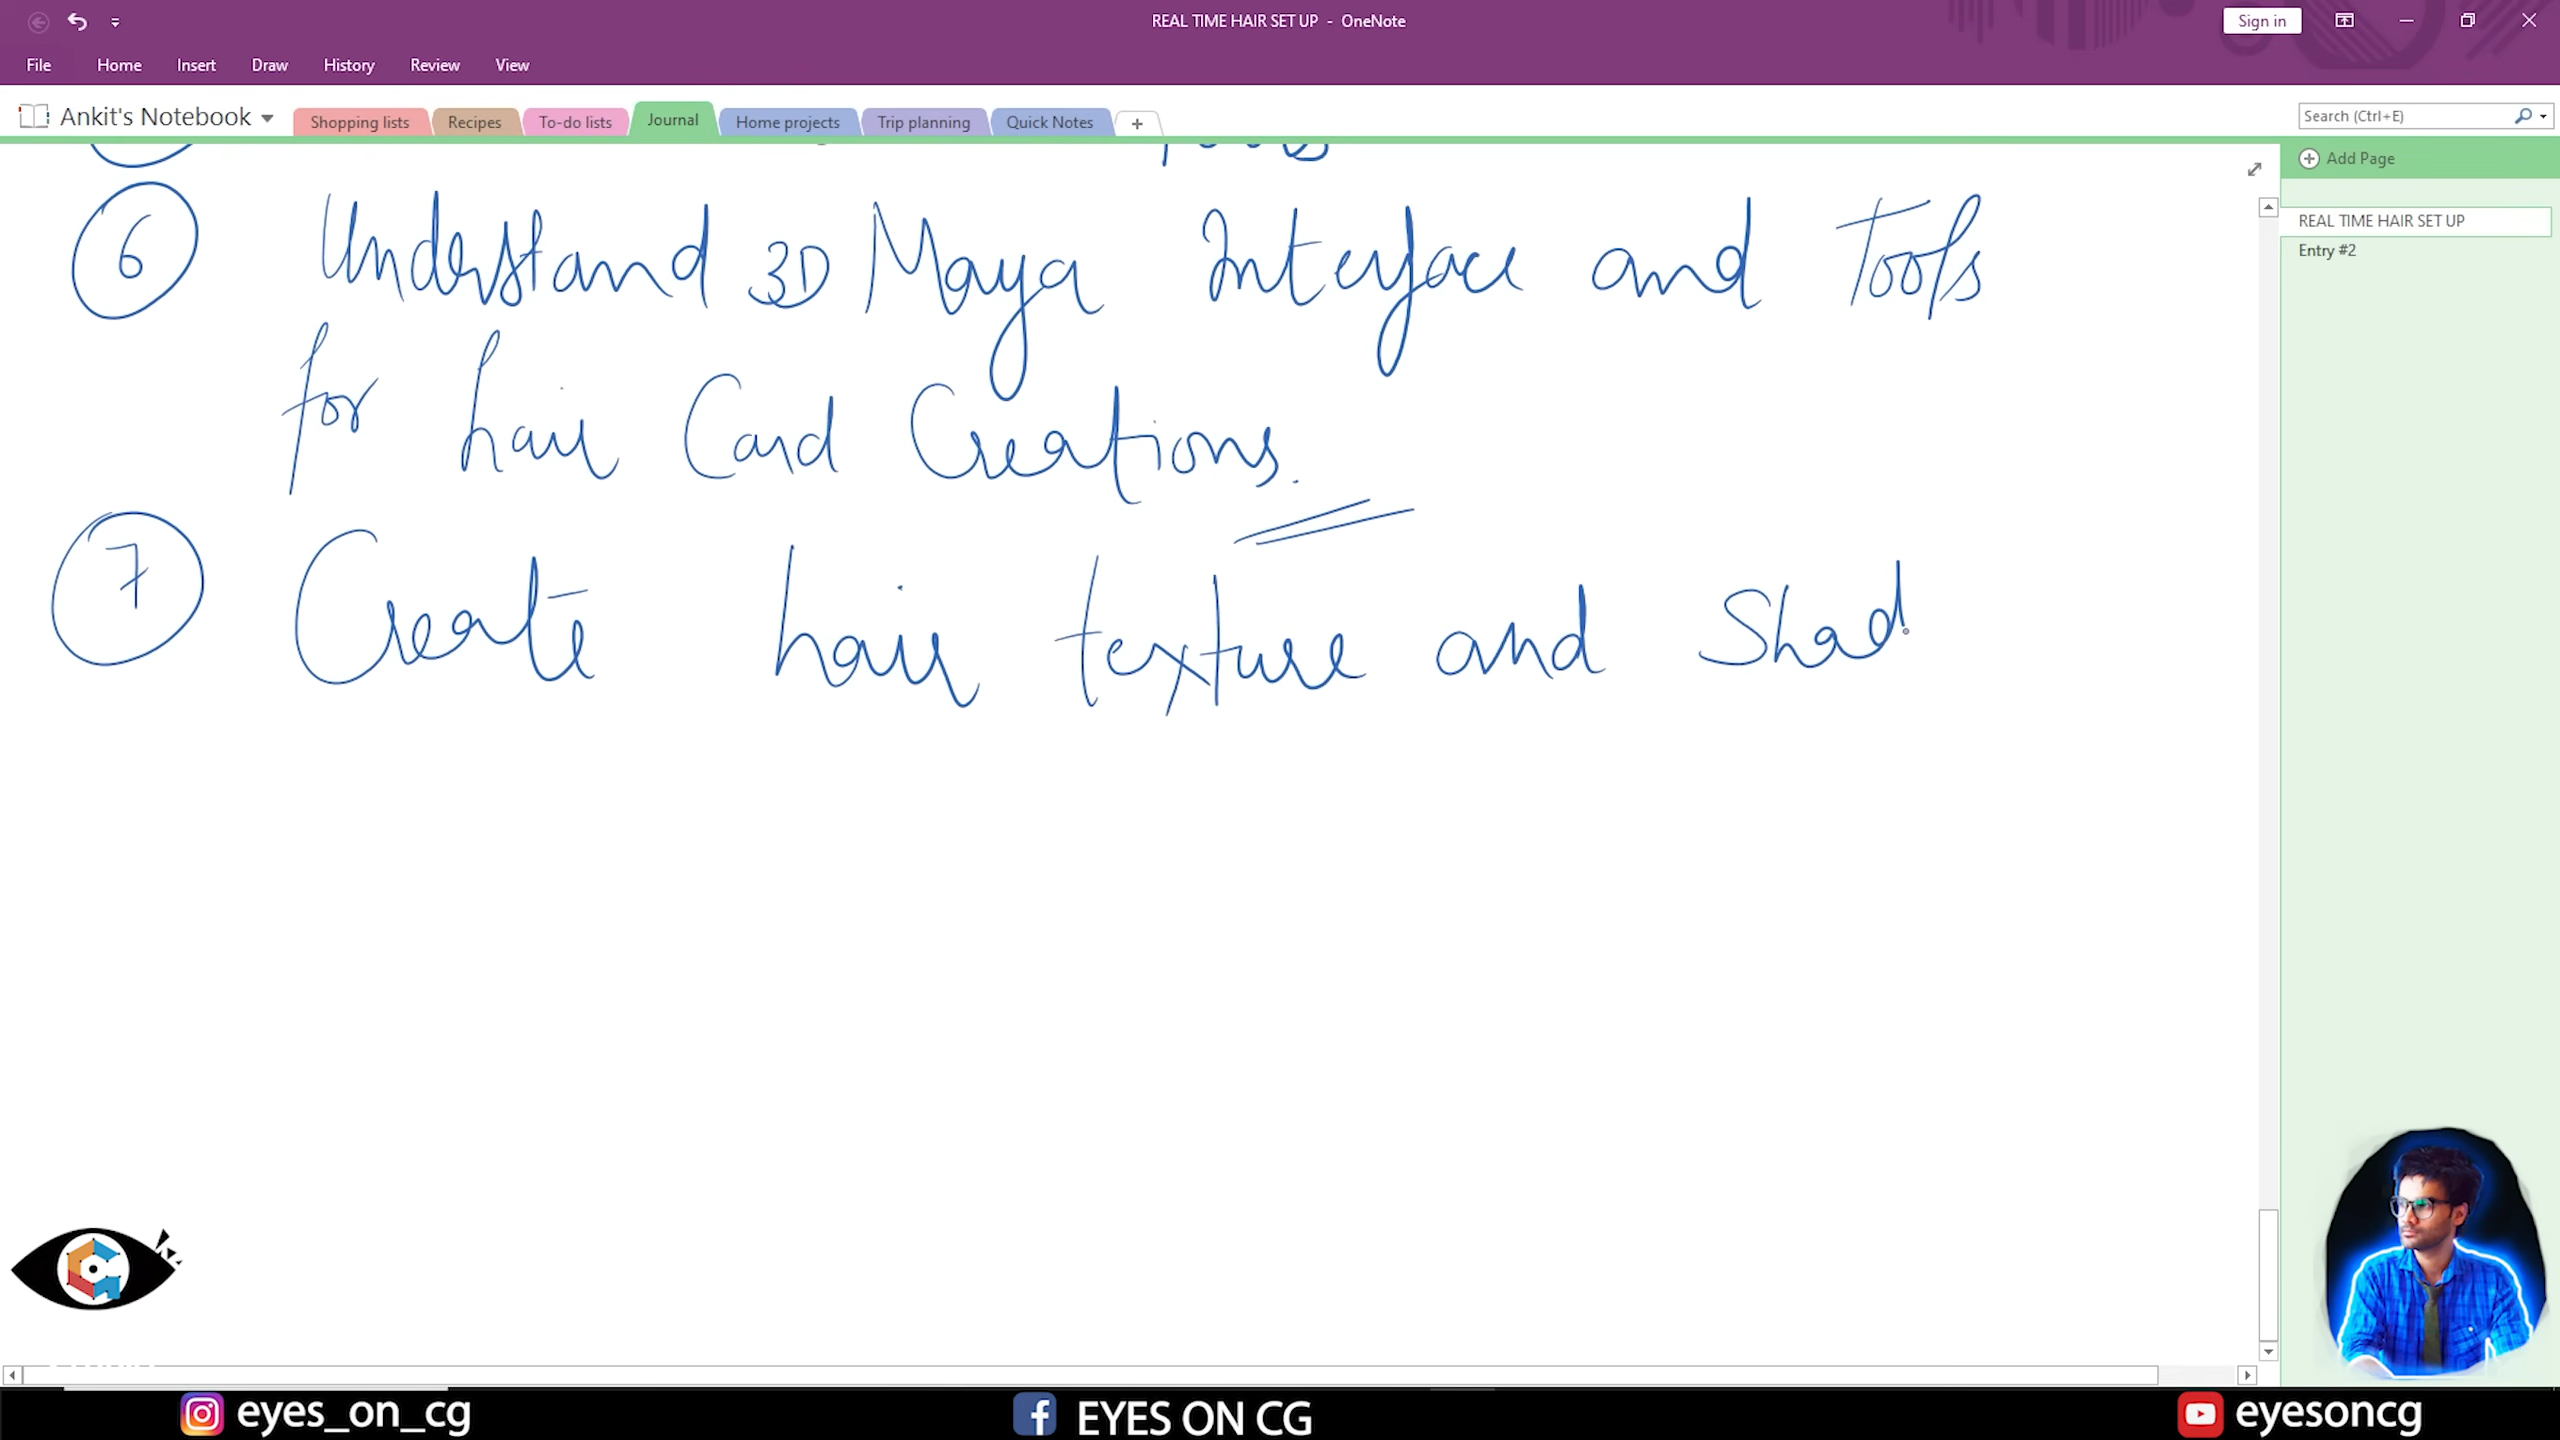 REAL TIME HAIR SET UP - OneNote
Sign in
File Home Insert Draw History Review View
Ankit's Notebook Shopping lists Recipes To-do lists Journal Home projects Trip planning Quick Notes +
Search (Ctrl+E)
Add Page
REAL TIME HAIR SET UP
Entry #2
6 Understand 3D Maya Interface and Tools
for hair Card Creations.
7 Create hair texture and Shad
eyes_on_cg EYES ON CG eyesoncg